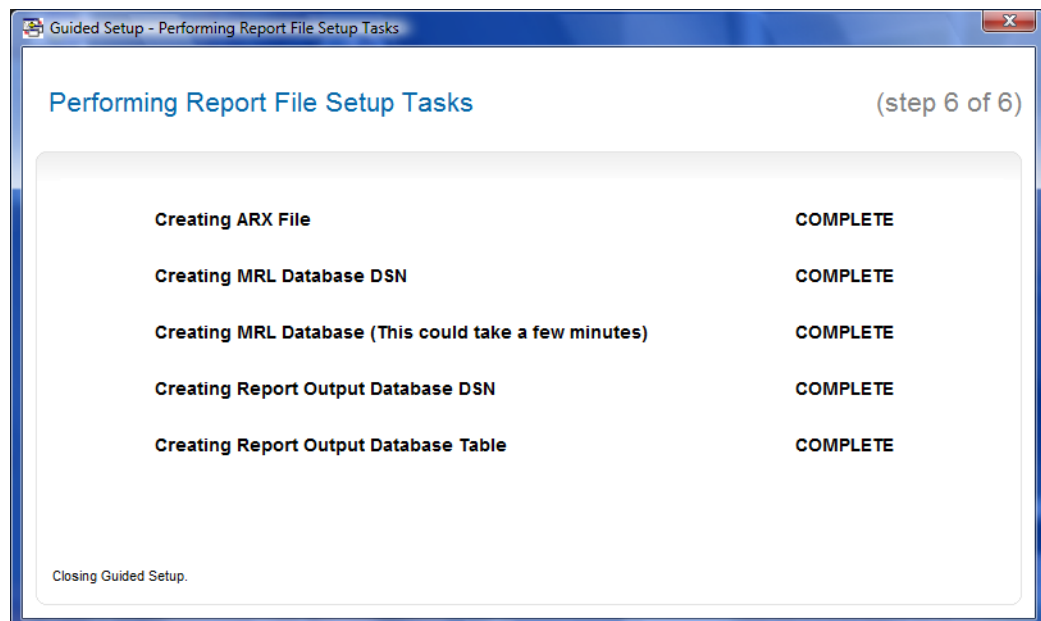 Guided Setup - Performing Report File Setup Tasks
Performing Report File Setup Tasks (step 6 of 6)
Creating ARX File COMPLETE
Creating MRL Database DSN COMPLETE
Creating MRL Database (This could take a few minutes) COMPLETE
Creating Report Output Database DSN COMPLETE
Creating Report Output Database Table COMPLETE
Closing Guided Setup.